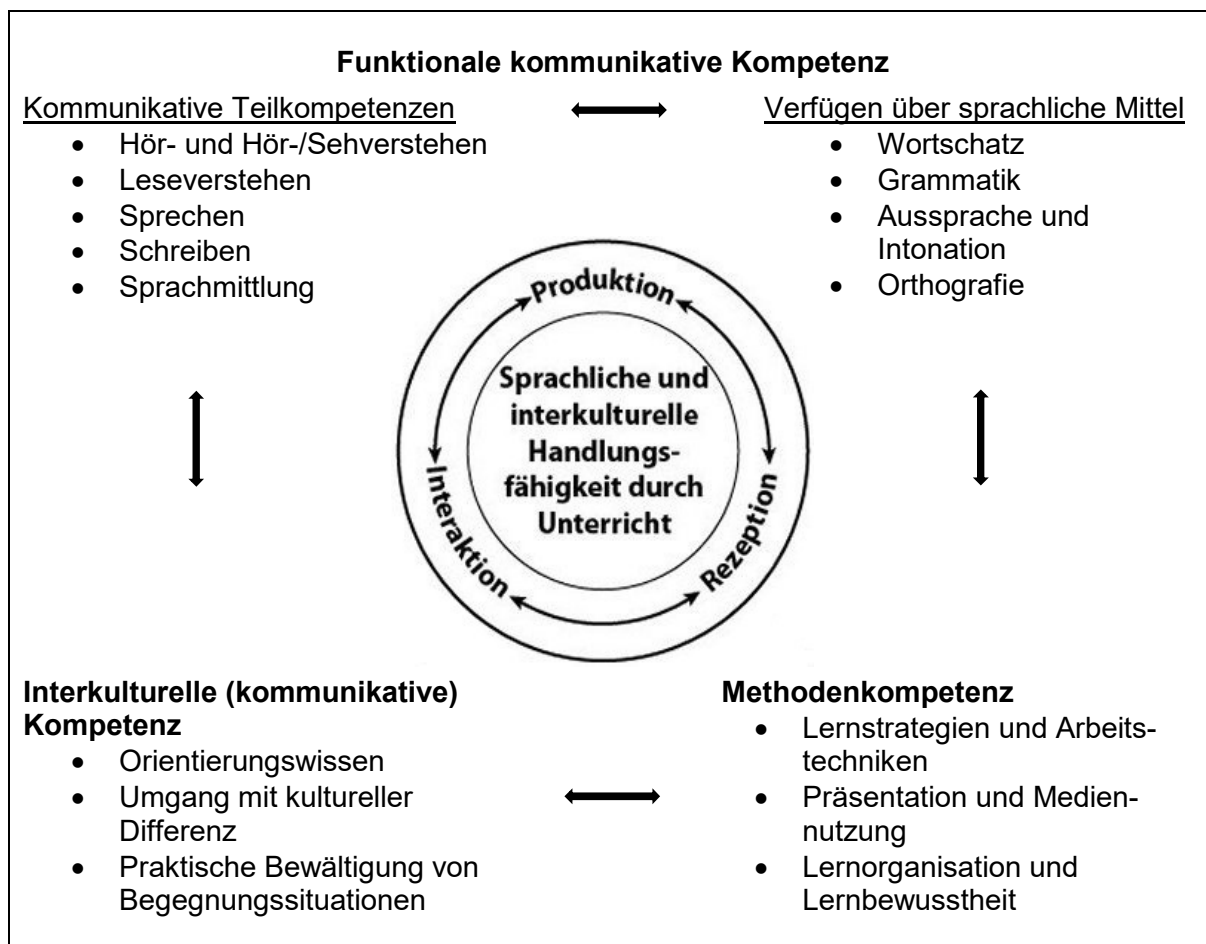 Funktionale kommunikative Kompetenz
Kommunikative Teilkompetenzen
• Hör- und Hör-/Sehverstehen
• Leseverstehen
• Sprechen
• Schreiben
• Sprachmittlung
Verfügen über sprachliche Mittel
• Wortschatz
• Grammatik
• Aussprache und
Intonation
• Orthografie
Produktion
Interaktion
Rezeption
Sprachliche und
interkulturelle
Handlungs-
fähigkeit durch
Unterricht
Interkulturelle (kommunikative)
Kompetenz
• Orientierungswissen
• Umgang mit kultureller
Differenz
• Praktische Bewältigung von
Begegnungssituationen
Methodenkompetenz
• Lernstrategien und Arbeits-
techniken
• Präsentation und Medien-
nutzung
• Lernorganisation und
Lernbewusstheit